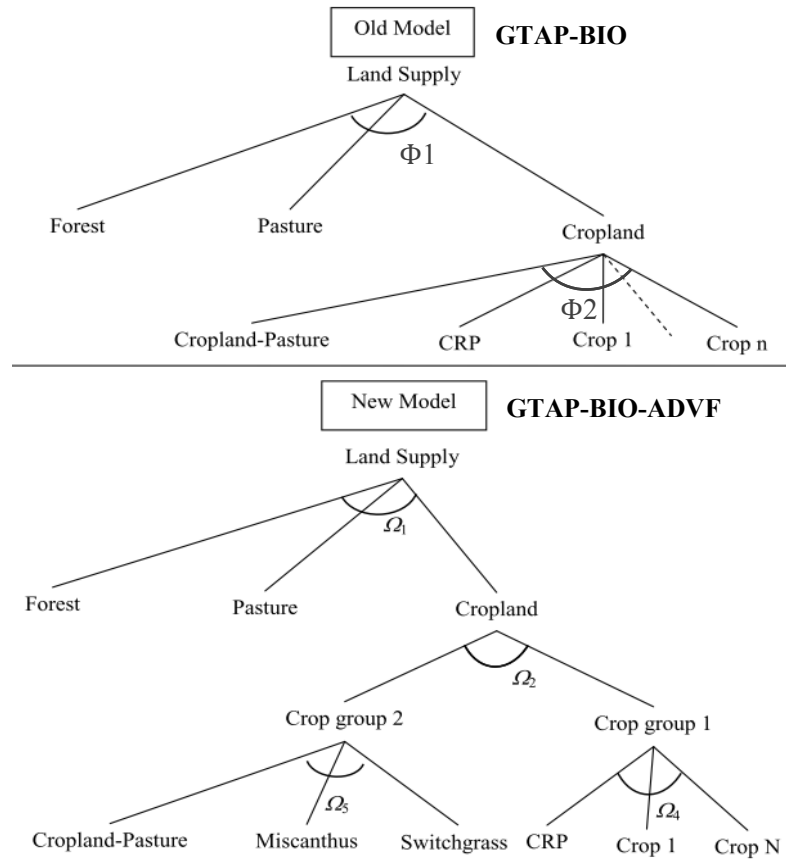 Old Model GTAP-BIO
Land Supply
Φ1
Forest Pasture Cropland
Φ2
Cropland-Pasture CRP Crop 1 Crop n
New Model GTAP-BIO-ADVF
Land Supply
Ω1
Forest Pasture Cropland
Ω2
Crop group 2 Crop group 1
Ω5 Ω4
Cropland-Pasture Miscanthus Switchgrass CRP Crop 1 Crop N